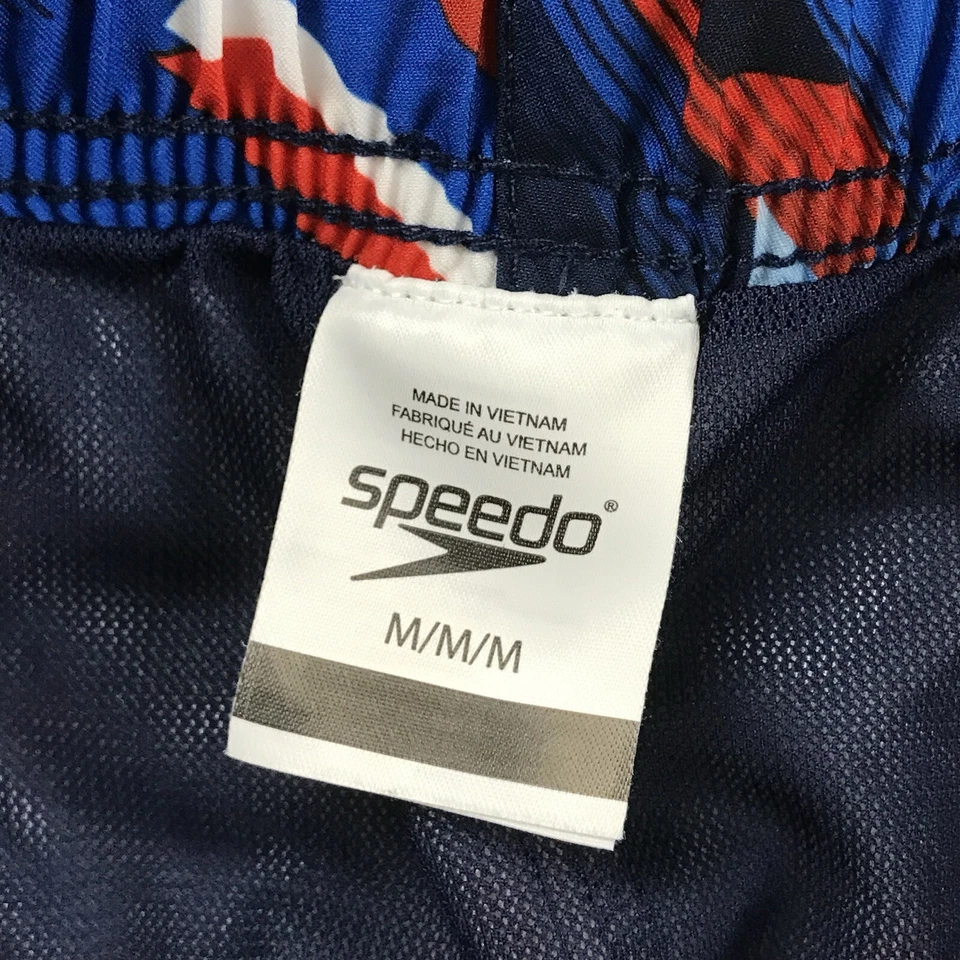 MADE IN VIETNAM
FABRIQUÉ AU VIETNAM
HECHO EN VIETNAM
speedo®
M/M/M